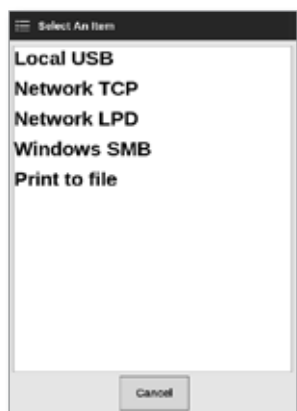 Select An Item
Local USB
Network TCP
Network LPD
Windows SMB
Print to file
Cancel